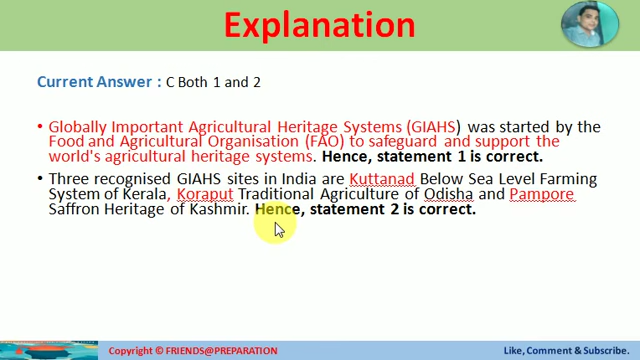 Explanation
Current Answer : C Both 1 and 2
• Globally Important Agricultural Heritage Systems (GIAHS) was started by the
Food and Agricultural Organisation (FAO) to safeguard and support the
world's agricultural heritage systems. Hence, statement 1 is correct.
• Three recognised GIAHS sites in India are Kuttanad Below Sea Level Farming
System of Kerala, Koraput Traditional Agriculture of Odisha and Pampore
Saffron Heritage of Kashmir. Hence, statement 2 is correct.
Copyright © FRIENDS@PREPARATION
Like, Comment & Subscribe.